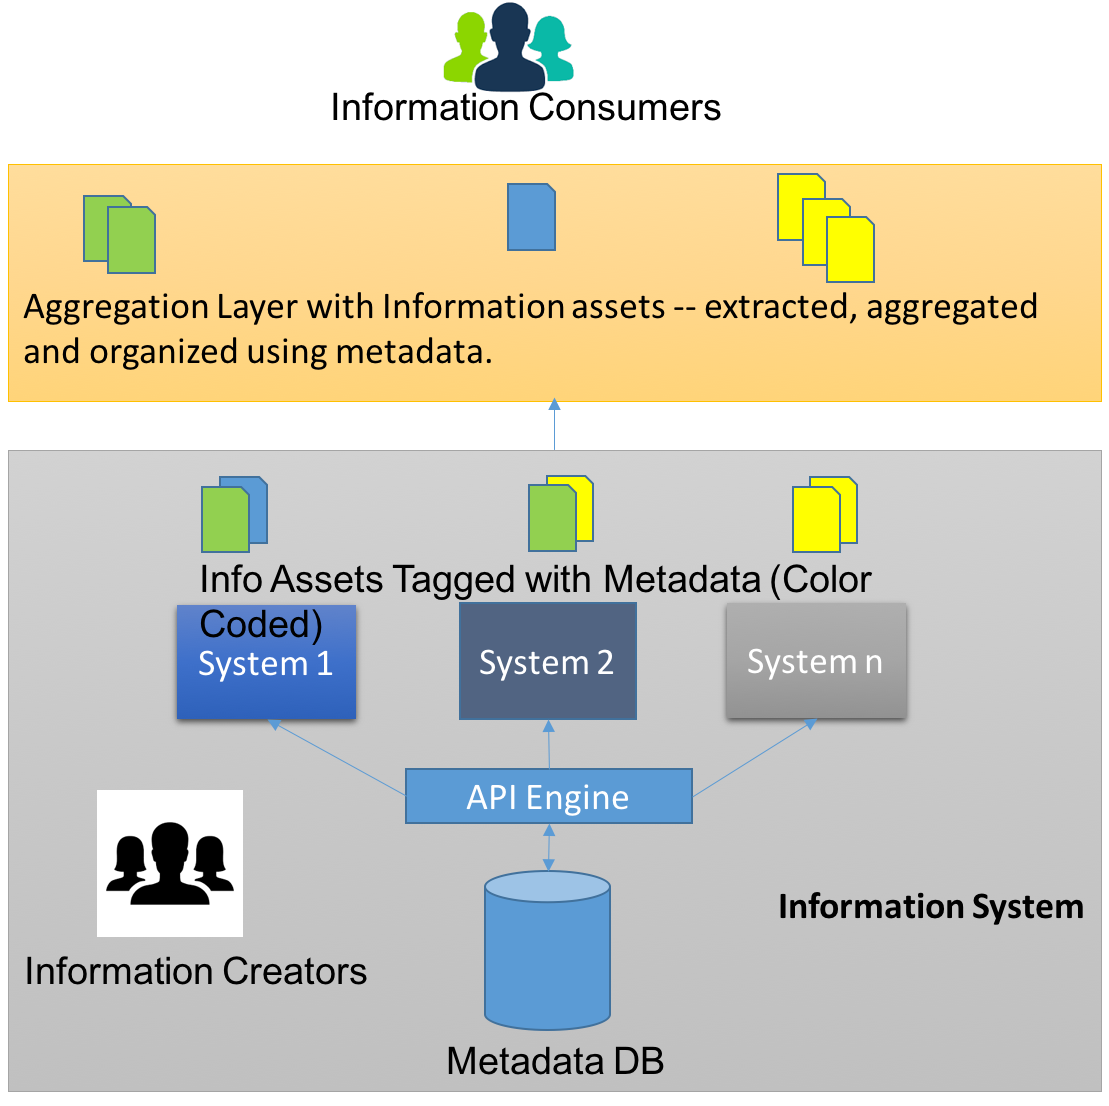 Information Consumers
Aggregation Layer with Information assets -- extracted, aggregated
and organized using metadata.
Info Assets Tagged with Metadata (Color
Coded)
System 1
System 2
System n
API Engine
Information System
Information Creators
Metadata DB